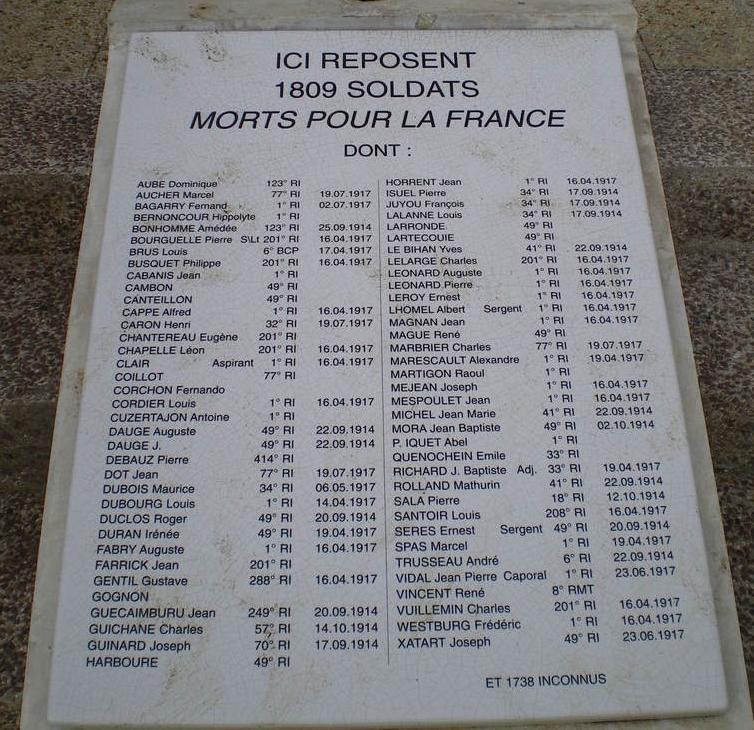 ICI REPOSENT
1809 SOLDATS
MORTS POUR LA FRANCE
DONT :
AUBE Dominique 123° RI
AUCHER Marcel 77° RI 19.07.1917
BAGARRY Fernand 1° RI 02.07.1917
BERNONCOUR Hippolyte 1° RI
BONHOMME Amédée 123° RI 25.09.1914
BOURGUELLE Pierre S\Lt 201° RI 16.04.1917
BRUS Louis 6° BCP 17.04.1917
BUSQUET Philippe 201° RI 16.04.1917
CABANIS Jean 1° RI
CAMBON 49° RI
CANTEILLON 49° RI
CAPPE Alfred 1° RI 16.04.1917
CARON Henri 32° RI 19.07.1917
CHANTEREAU Eugène 201° RI
CHAPELLE Léon 201° RI 16.04.1917
CLAIR Aspirant 1° RI 16.04.1917
COILLOT 77° RI
CORCHON Fernando
CORDIER Louis 1° RI 16.04.1917
CUZERTAJON Antoine 1° RI
DAUGE Auguste 49° RI 22.09.1914
DAUGE J. 49° RI 22.09.1914
DEBAUZ Pierre 414° RI
DOT Jean 77° RI 19.07.1917
DUBOIS Maurice 34° RI 06.05.1917
DUBOURG Louis 1° RI 14.04.1917
DUCLOS Roger 49° RI 20.09.1914
DURAN Irénée 49° RI 19.04.1917
FABRY Auguste 1° RI 16.04.1917
FARRICK Jean 201° RI
GENTIL Gustave 288° RI 16.04.1917
GOGNON
GUECAIMBURU Jean 249° RI 20.09.1914
GUICHANE Charles 57° RI 14.10.1914
GUINARD Joseph 70° RI 17.09.1914
HARBOURE 49° RI
HORRENT Jean 1° RI 16.04.1917
ISUEL Pierre 34° RI 17.09.1914
JUYOU François 34° RI 17.09.1914
LALANNE Louis 34° RI 17.09.1914
LARRONDE 49° RI
LARTECOUIE 49° RI
LE BIHAN Yves 41° RI 22.09.1914
LELARGE Charles 201° RI 16.04.1917
LEONARD Auguste 1° RI 16.04.1917
LEONARD Pierre 1° RI 16.04.1917
LEROY Ernest 1° RI 16.04.1917
LHOMEL Albert Sergent 1° RI 16.04.1917
MAGNAN Jean 1° RI 16.04.1917
MAGUE René 49° RI
MARBRIER Charles 77° RI 19.07.1917
MARESCAULT Alexandre 1° RI 19.04.1917
MARTIGON Raoul 1° RI
MEJEAN Joseph 1° RI 16.04.1917
MESPOULET Jean 1° RI 16.04.1917
MICHEL Jean Marie 41° RI 22.09.1914
MORA Jean Baptiste 49° RI 02.10.1914
P. IQUET Abel 1° RI
QUENOCHEIN Emile 33° RI
RICHARD J. Baptiste Adj. 33° RI 19.04.1917
ROLLAND Mathurin 41° RI 22.09.1914
SALA Pierre 18° RI 12.10.1914
SANTOIR Louis 208° RI 16.04.1917
SERES Ernest Sergent 49° RI 20.09.1914
SPAS Marcel 1° RI 19.04.1917
TRUSSEAU André 6° RI 22.09.1914
VIDAL Jean Pierre Caporal 1° RI 23.06.1917
VINCENT René 8° RMT
VUILLEMIN Charles 201° RI 16.04.1917
WESTBURG Frédéric 1° RI 16.04.1917
XATART Joseph 49° RI 23.06.1917
ET 1738 INCONNUS